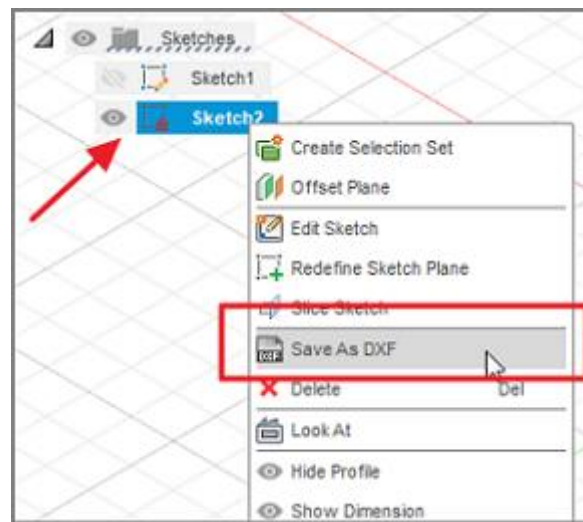 Sketches
Sketch1
Sketch2
Create Selection Set
Offset Plane
Edit Sketch
Redefine Sketch Plane
Slice Sketch
DXF Save As DXF
Delete Del
Look At
Hide Profile
Show Dimension